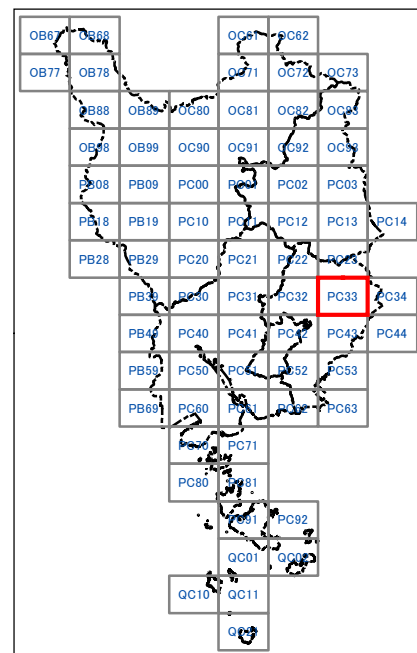 OB67 OB68 OC61 OC62
OB77 OB78 OC71 OC72 OC73
OB88 OB89 OC80 OC81 OC82 OC83
OB98 OB99 OC90 OC91 OC92 OC93
PB08 PB09 PC00 PC01 PC02 PC03
PB18 PB19 PC10 PC11 PC12 PC13 PC14
PB28 PB29 PC20 PC21 PC22 PC23
PB39 PC30 PC31 PC32 PC33 PC34
PB49 PC40 PC41 PC42 PC43 PC44
PB59 PC50 PC51 PC52 PC53
PB69 PC60 PC61 PC62 PC63
PC70 PC71
PC80 PC81
PC91 PC92
QC01 QC02
QC10 QC11
QC21